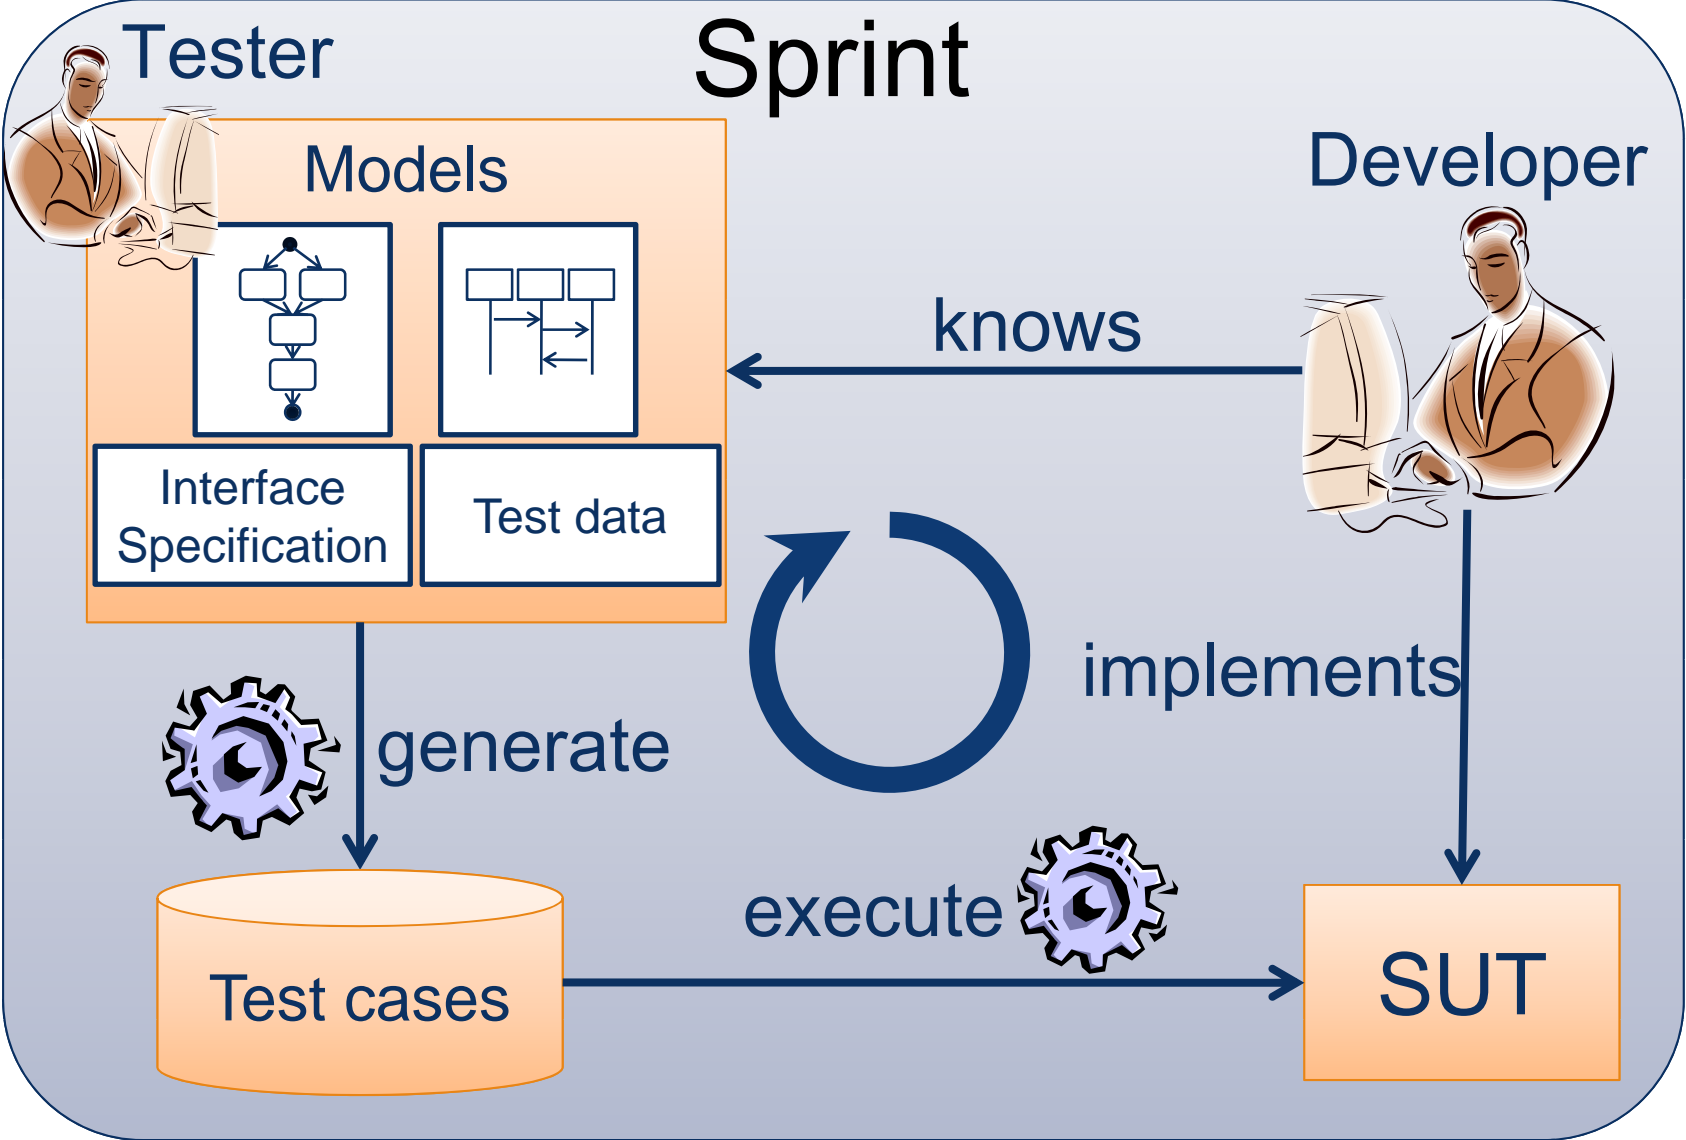 Sprint
Tester
Models
Interface
Specification
Test data
Developer
knows
implements
generate
execute
Test cases
SUT